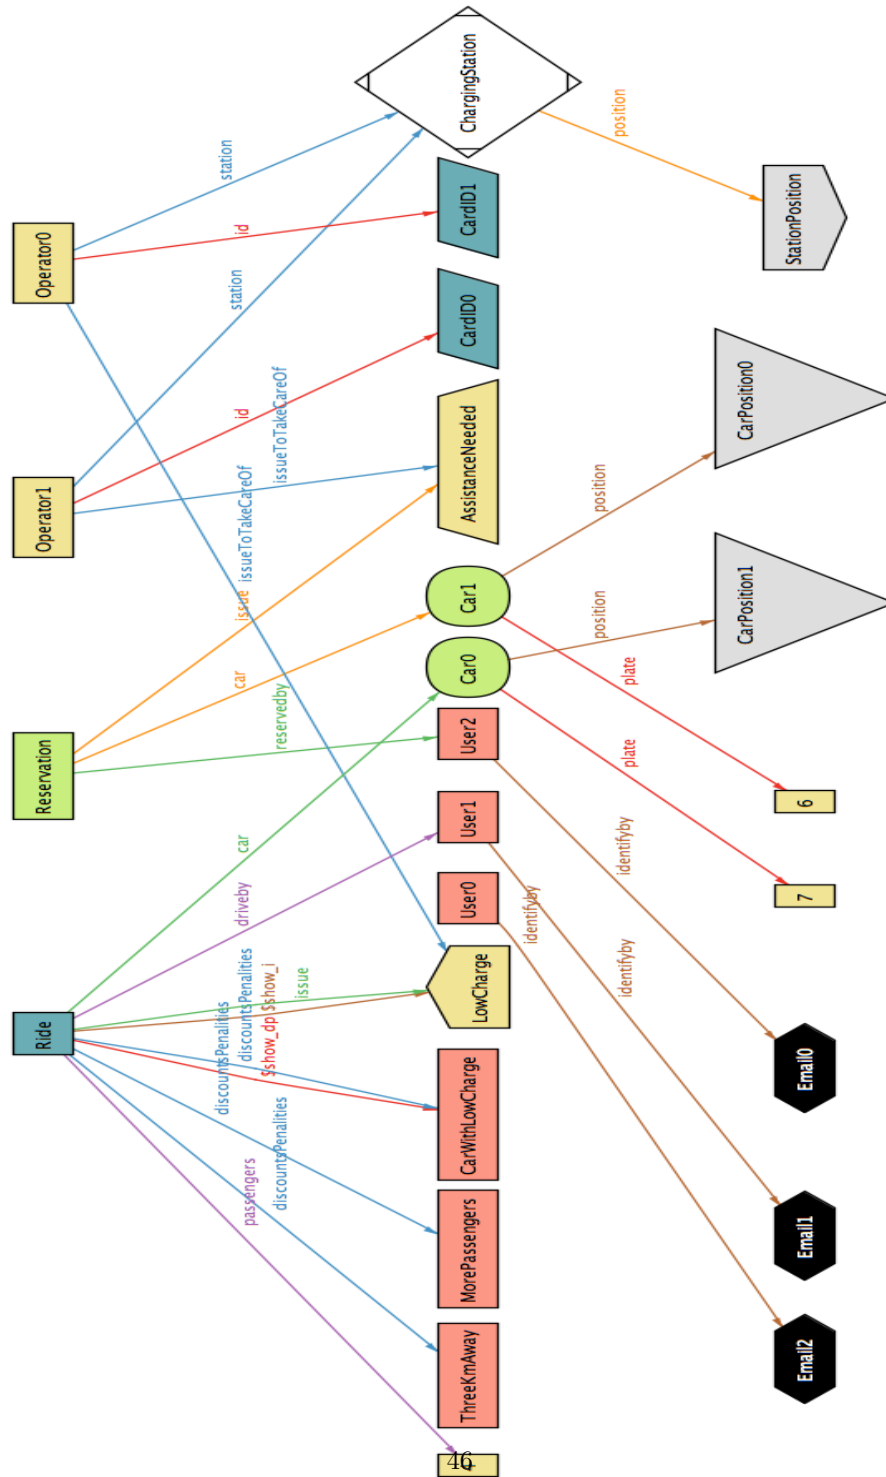 Ride
Reservation
Operator1
Operator0
passengers
discountsPenalities
discountsPenalities
discountsPenalities
$show_dp
$show_i
issue
driveby
car
reservedby
car
issue
issueToTakeCareOf
issueToTakeCareOf
id
station
id
station
ThreeKmAway
MorePassengers
CarWithLowCharge
LowCharge
User0
User1
User2
Car0
Car1
AssistanceNeeded
CardID0
CardID1
ChargingStation
identifyby
identifyby
identifyby
plate
plate
position
position
position
Email2
Email1
Email0
7
6
CarPosition1
CarPosition0
StationPosition
46